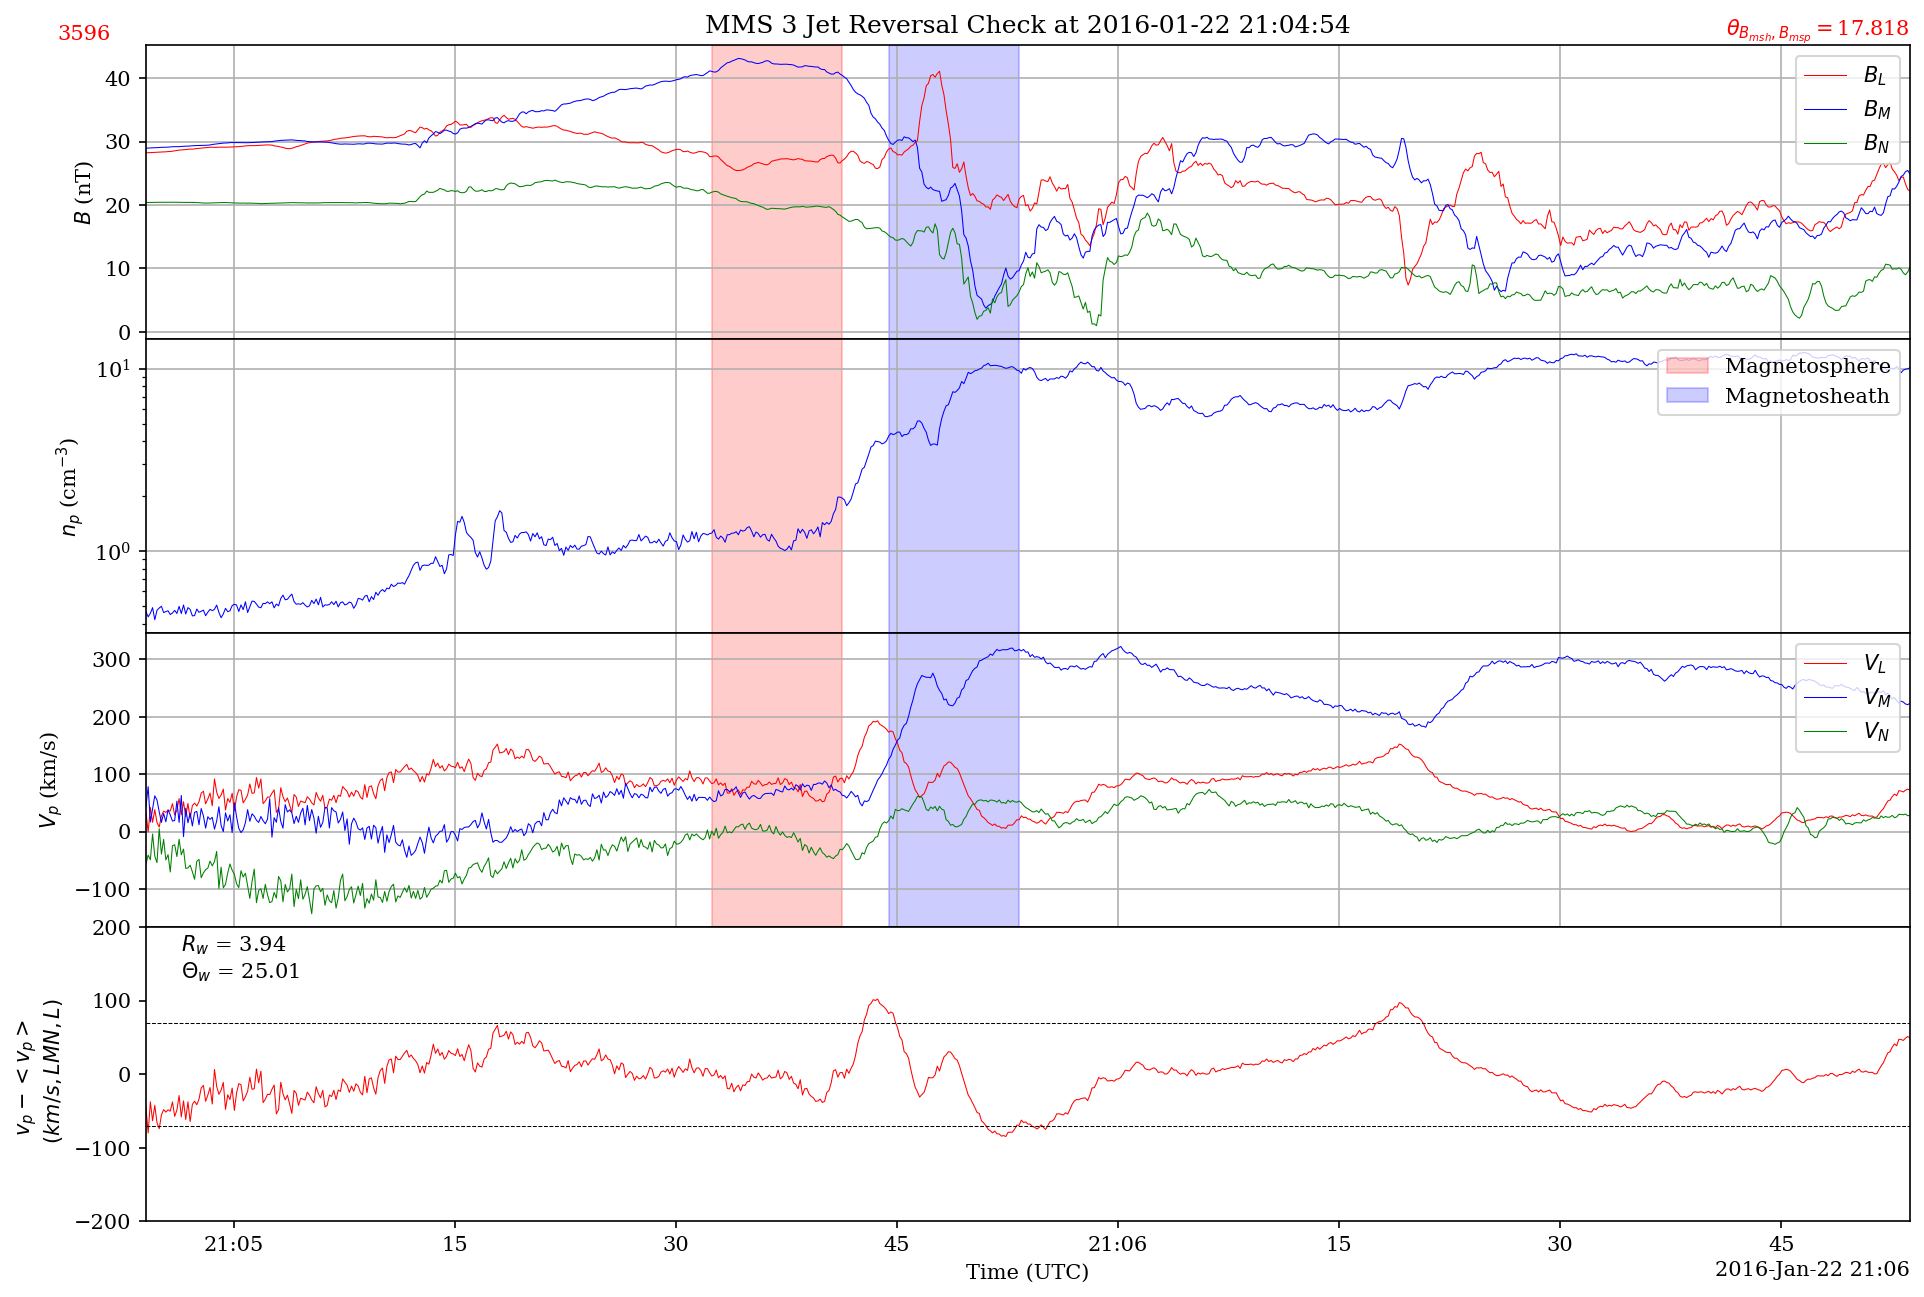 3596
MMS 3 Jet Reversal Check at 2016-01-22 21:04:54
θ_{B_{msh}, B_{msp}} = 17.818
40
30
20
10
0
B (nT)
B_L
B_M
B_N
10^1
10^0
n_p (cm^{−3})
Magnetosphere
Magnetosheath
300
200
100
0
−100
V_p (km/s)
V_L
V_M
V_N
200
100
0
−100
−200
v_p − <v_p>
(km/s, LMN, L)
R_w = 3.94
Θ_w = 25.01
21:05 15 30 45 21:06 15 30 45
Time (UTC)
2016-Jan-22 21:06